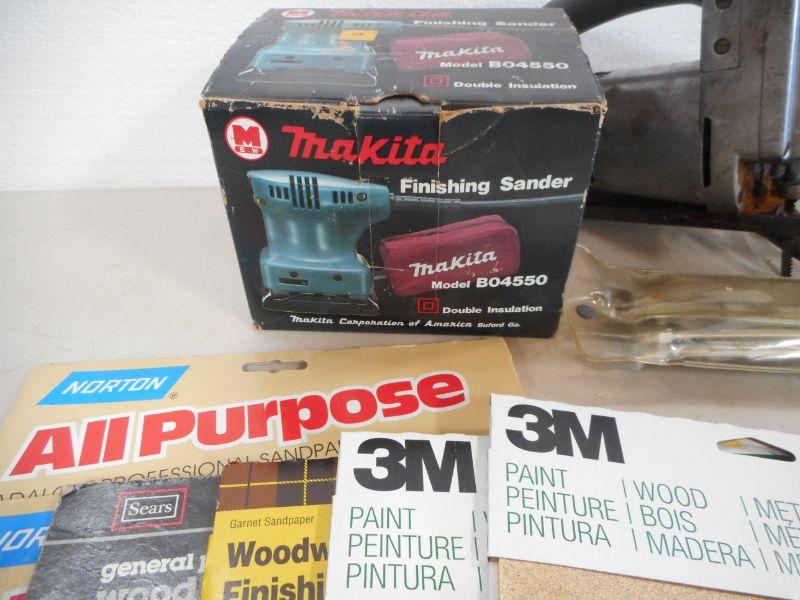 Makita
Finishing Sander
Makita
Model BO4550
Double Insulation
M
E W
Makita
Finishing Sander
Makita
Model BO4550
Double Insulation
Makita Corporation of America Buford Ga.
NORTON
All Purpose
PROFESSIONAL SANDPA
Sears
general
Garnet Sandpaper
Woodw
Finishi
3M
PAINT
PEINTURE
PINTURA
3M
PAINT | WOOD
PEINTURE | BOIS
PINTURA | MADERA